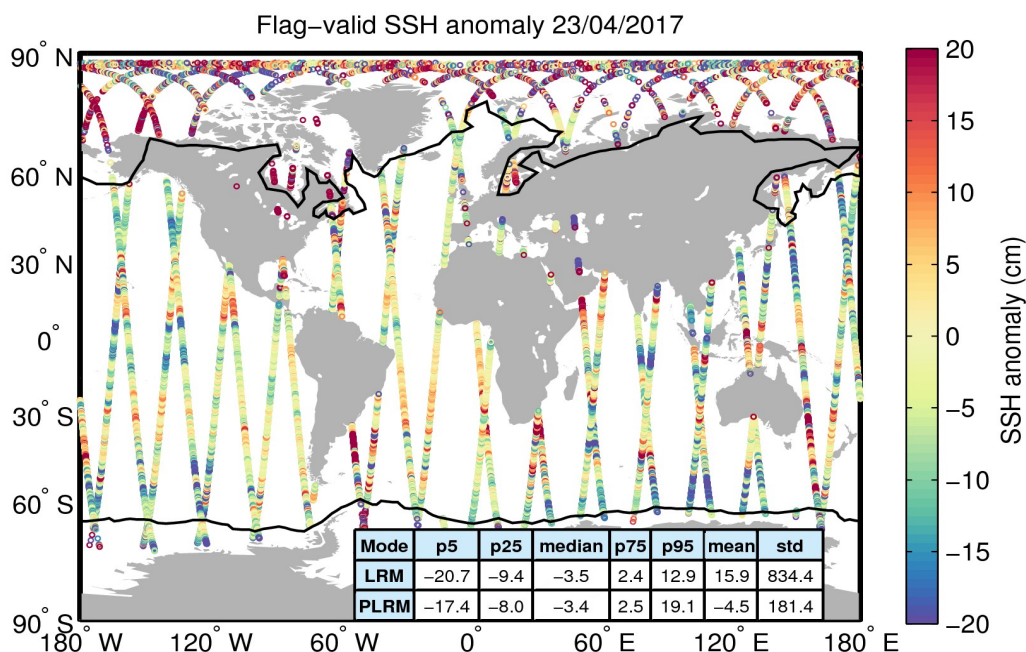 Flag−valid SSH anomaly 23/04/2017
90° N
60° N
30° N
0°
30° S
60° S
90° S
180° W
120° W
60° W
0°
60° E
120° E
180° E
Mode p5 p25 median p75 p95 mean std
LRM −20.7 −9.4 −3.5 2.4 12.9 15.9 834.4
PLRM −17.4 −8.0 −3.4 2.5 19.1 −4.5 181.4
20
15
10
5
0
−5
−10
−15
−20
SSH anomaly (cm)